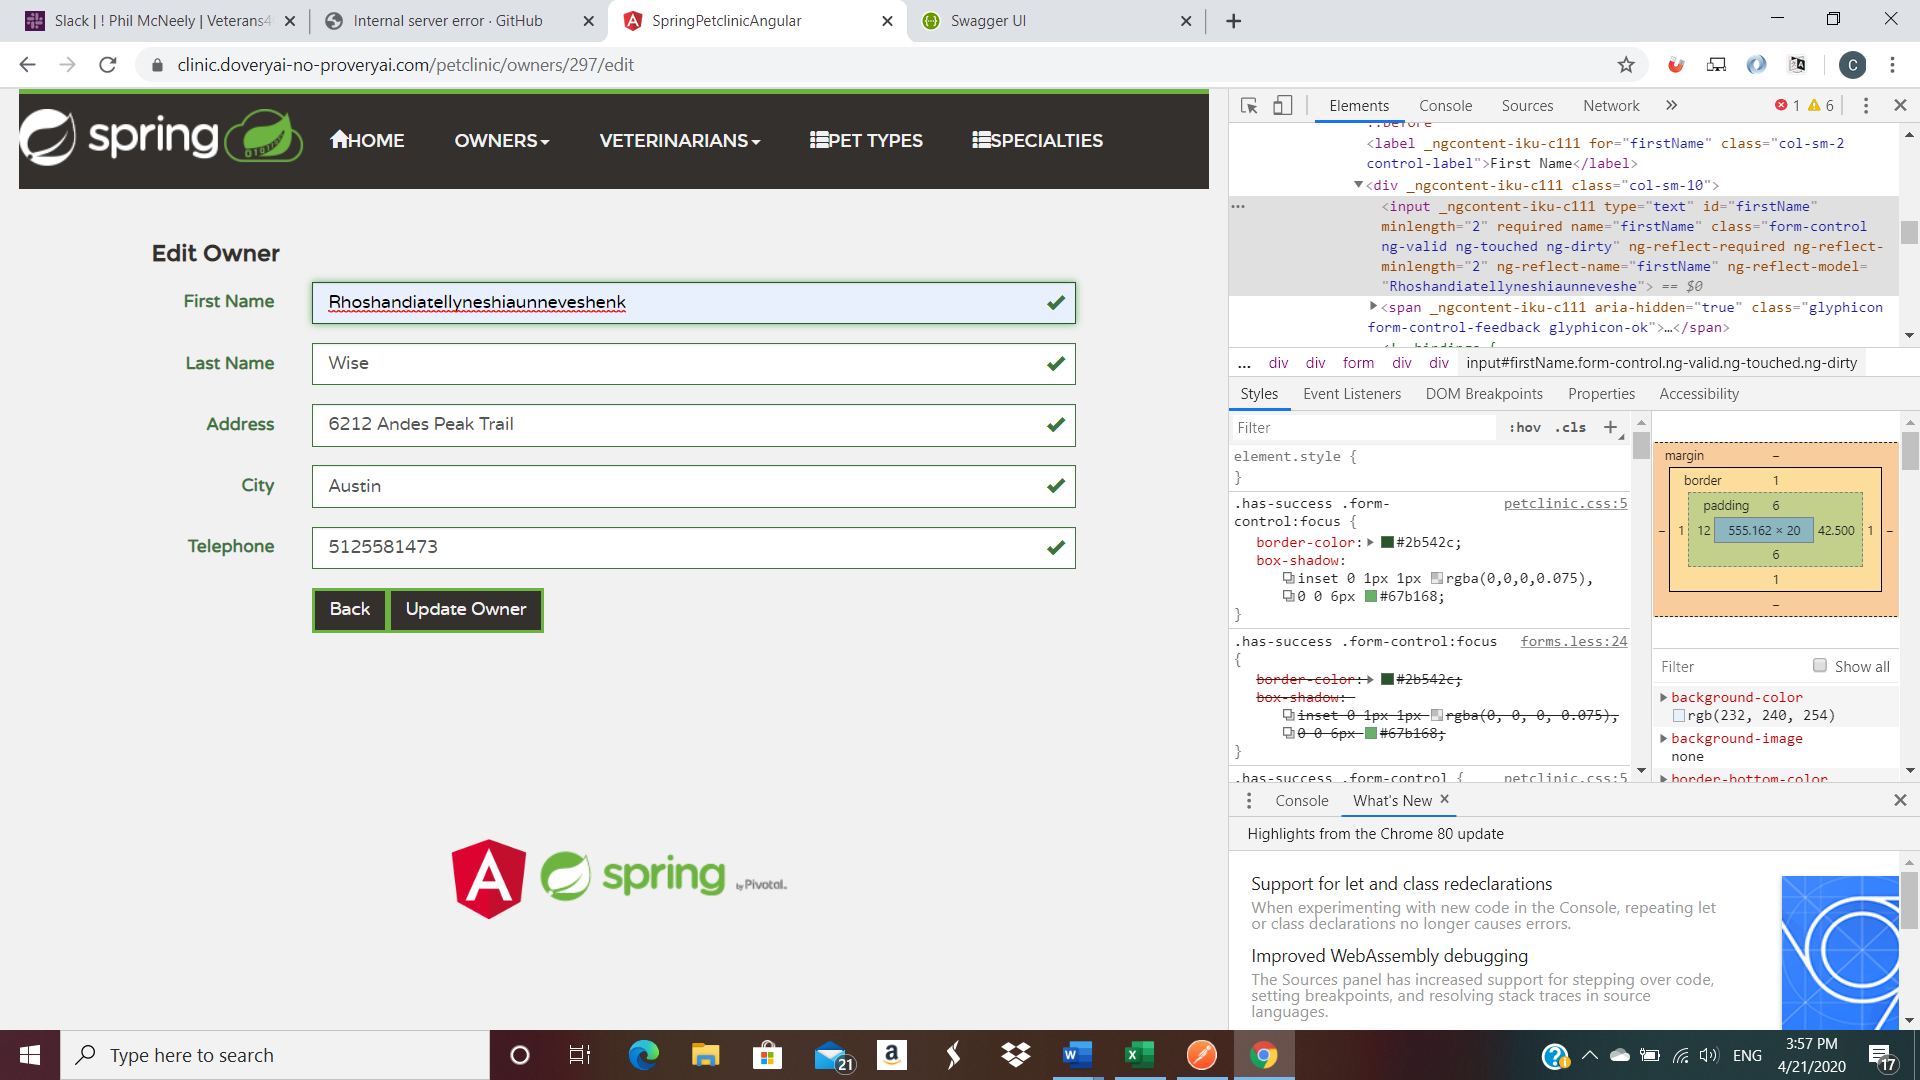 Slack | ! Phil McNeely | Veterans4
Internal server error · GitHub
SpringPetclinicAngular
Swagger UI
clinic.doveryai-no-proveryai.com/petclinic/owners/297/edit
C
spring
HOME
OWNERS
VETERINARIANS
PET TYPES
SPECIALTIES
Edit Owner
First Name
Rhoshandiatellyneshiaunneveshenk
Last Name
Wise
Address
6212 Andes Peak Trail
City
Austin
Telephone
5125581473
Back
Update Owner
A spring by Pivotal
Elements
Console
Sources
Network
1
6
::before
<label _ngcontent-iku-c111 for="firstName" class="col-sm-2
control-label">First Name</label>
<div _ngcontent-iku-c111 class="col-sm-10">
<input _ngcontent-iku-c111 type="text" id="firstName"
minlength="2" required name="firstName" class="form-control
ng-valid ng-touched ng-dirty" ng-reflect-required ng-reflect-
minlength="2" ng-reflect-name="firstName" ng-reflect-model=
"Rhoshandiatellyneshiaunneveshe"> == $0
<span _ngcontent-iku-c111 aria-hidden="true" class="glyphicon
form-control-feedback glyphicon-ok">…</span>
<!--bindings {
... div div form div div input#firstName.form-control.ng-valid.ng-touched.ng-dirty
Styles
Event Listeners
DOM Breakpoints
Properties
Accessibility
Filter
:hov .cls +
element.style {
}
.has-success .form-
control:focus {
petclinic.css:5
border-color: #2b542c;
box-shadow:
inset 0 1px 1px rgba(0,0,0,0.075),
0 0 6px #67b168;
}
.has-success .form-control:focus
forms.less:24
{
border-color: #2b542c;
box-shadow:
inset 0 1px 1px rgba(0, 0, 0, 0.075),
0 0 6px #67b168;
}
.has-success .form-control {
petclinic.css:5
margin –
border 1
padding 6
– 1 12 555.162 × 20 42.500 1 –
6
1
–
Filter
Show all
background-color
rgb(232, 240, 254)
background-image
none
border-bottom-color
Console
What's New
Highlights from the Chrome 80 update
Support for let and class redeclarations
When experimenting with new code in the Console, repeating let
or class declarations no longer causes errors.
Improved WebAssembly debugging
The Sources panel has increased support for stepping over code,
setting breakpoints, and resolving stack traces in source
languages.
Type here to search
21
a
ENG
3:57 PM
4/21/2020
17